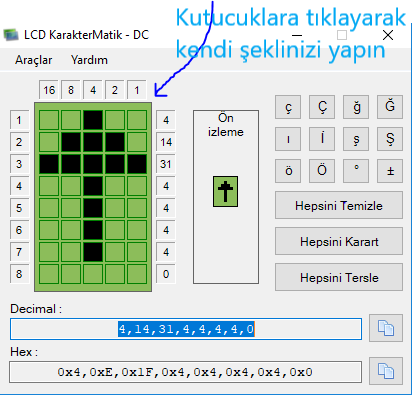 Kutucuklara tıklayarak
kendi şeklinizi yapın
LCD KarakterMatik - DC
Araçlar Yardım
16 8 4 2 1
1 4
2 14
3 31
4 4
5 4
6 4
7 4
8 0
Ön
izleme
ç Ç ğ Ğ
ı İ ş Ş
ö Ö ° ±
Hepsini Temizle
Hepsini Karart
Hepsini Tersle
Decimal :
4,14,31,4,4,4,4,0
Hex :
0x4,0xE,0x1F,0x4,0x4,0x4,0x4,0x0